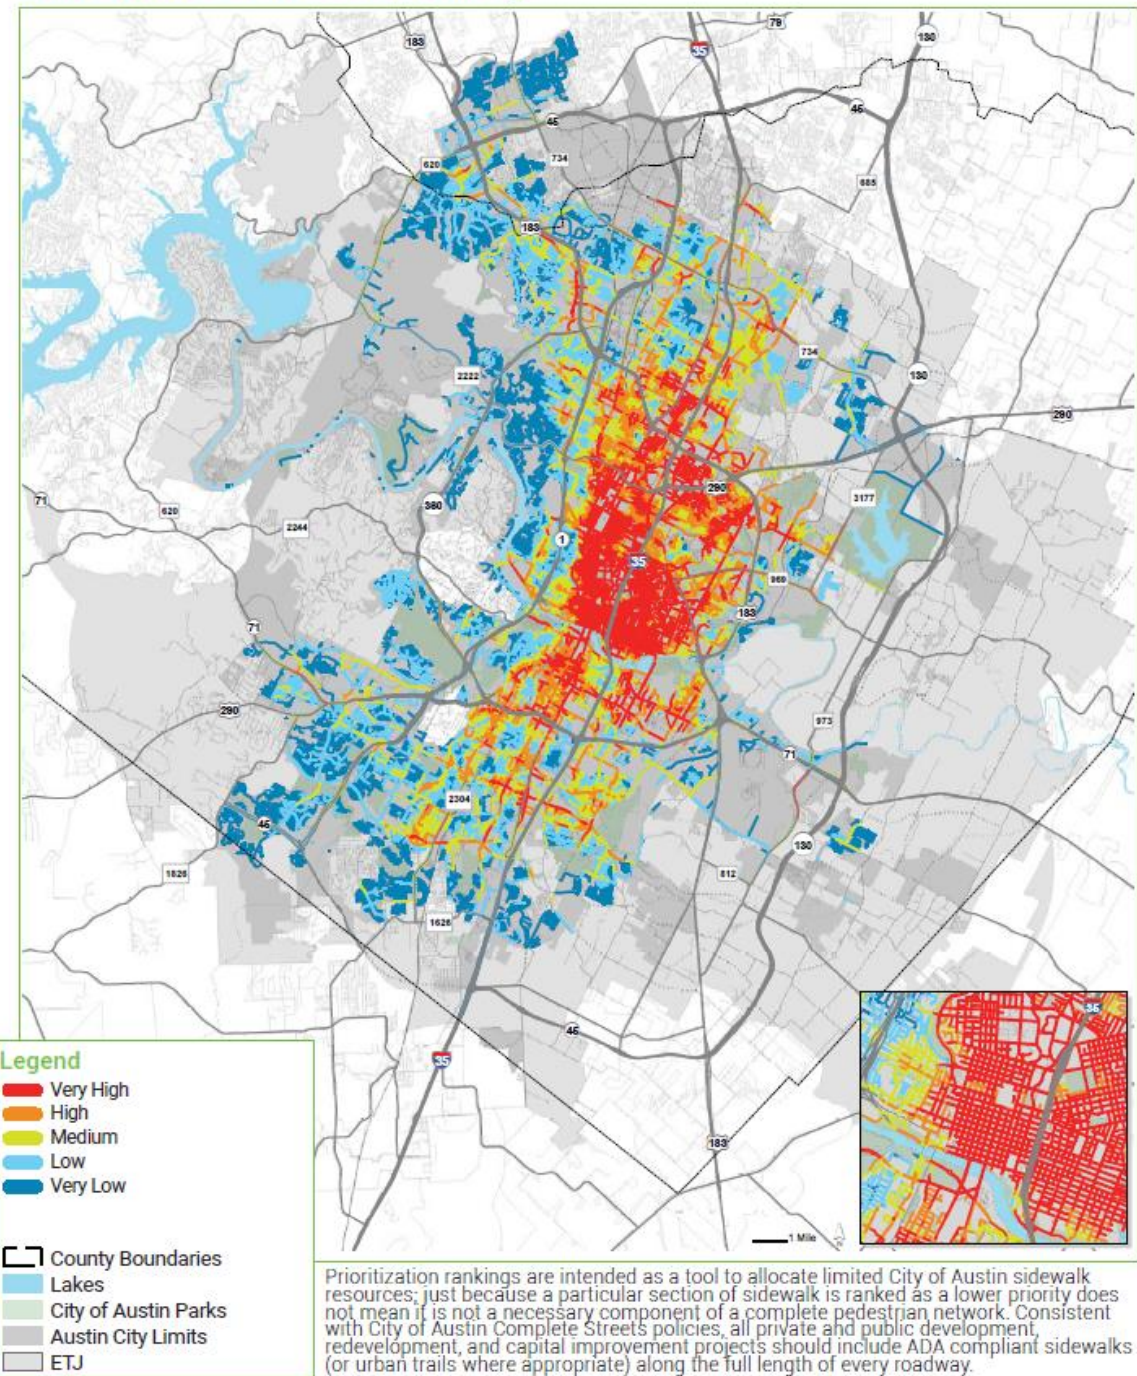 183
79
35
130
45
45
620
734
685
183
734
2222
130
290
71
620
360
290
3177
2244
1
35
969
183
71
290
973
71
2304
45
130
1826
812
1626
45
35
35
183
1 Mile
Legend
Very High
High
Medium
Low
Very Low
County Boundaries
Lakes
City of Austin Parks
Austin City Limits
ETJ
Prioritization rankings are intended as a tool to allocate limited City of Austin sidewalk
resources; just because a particular section of sidewalk is ranked as a lower priority does
not mean it is not a necessary component of a complete pedestrian network. Consistent
with City of Austin Complete Streets policies, all private and public development,
redevelopment, and capital improvement projects should include ADA compliant sidewalks
(or urban trails where appropriate) along the full length of every roadway.